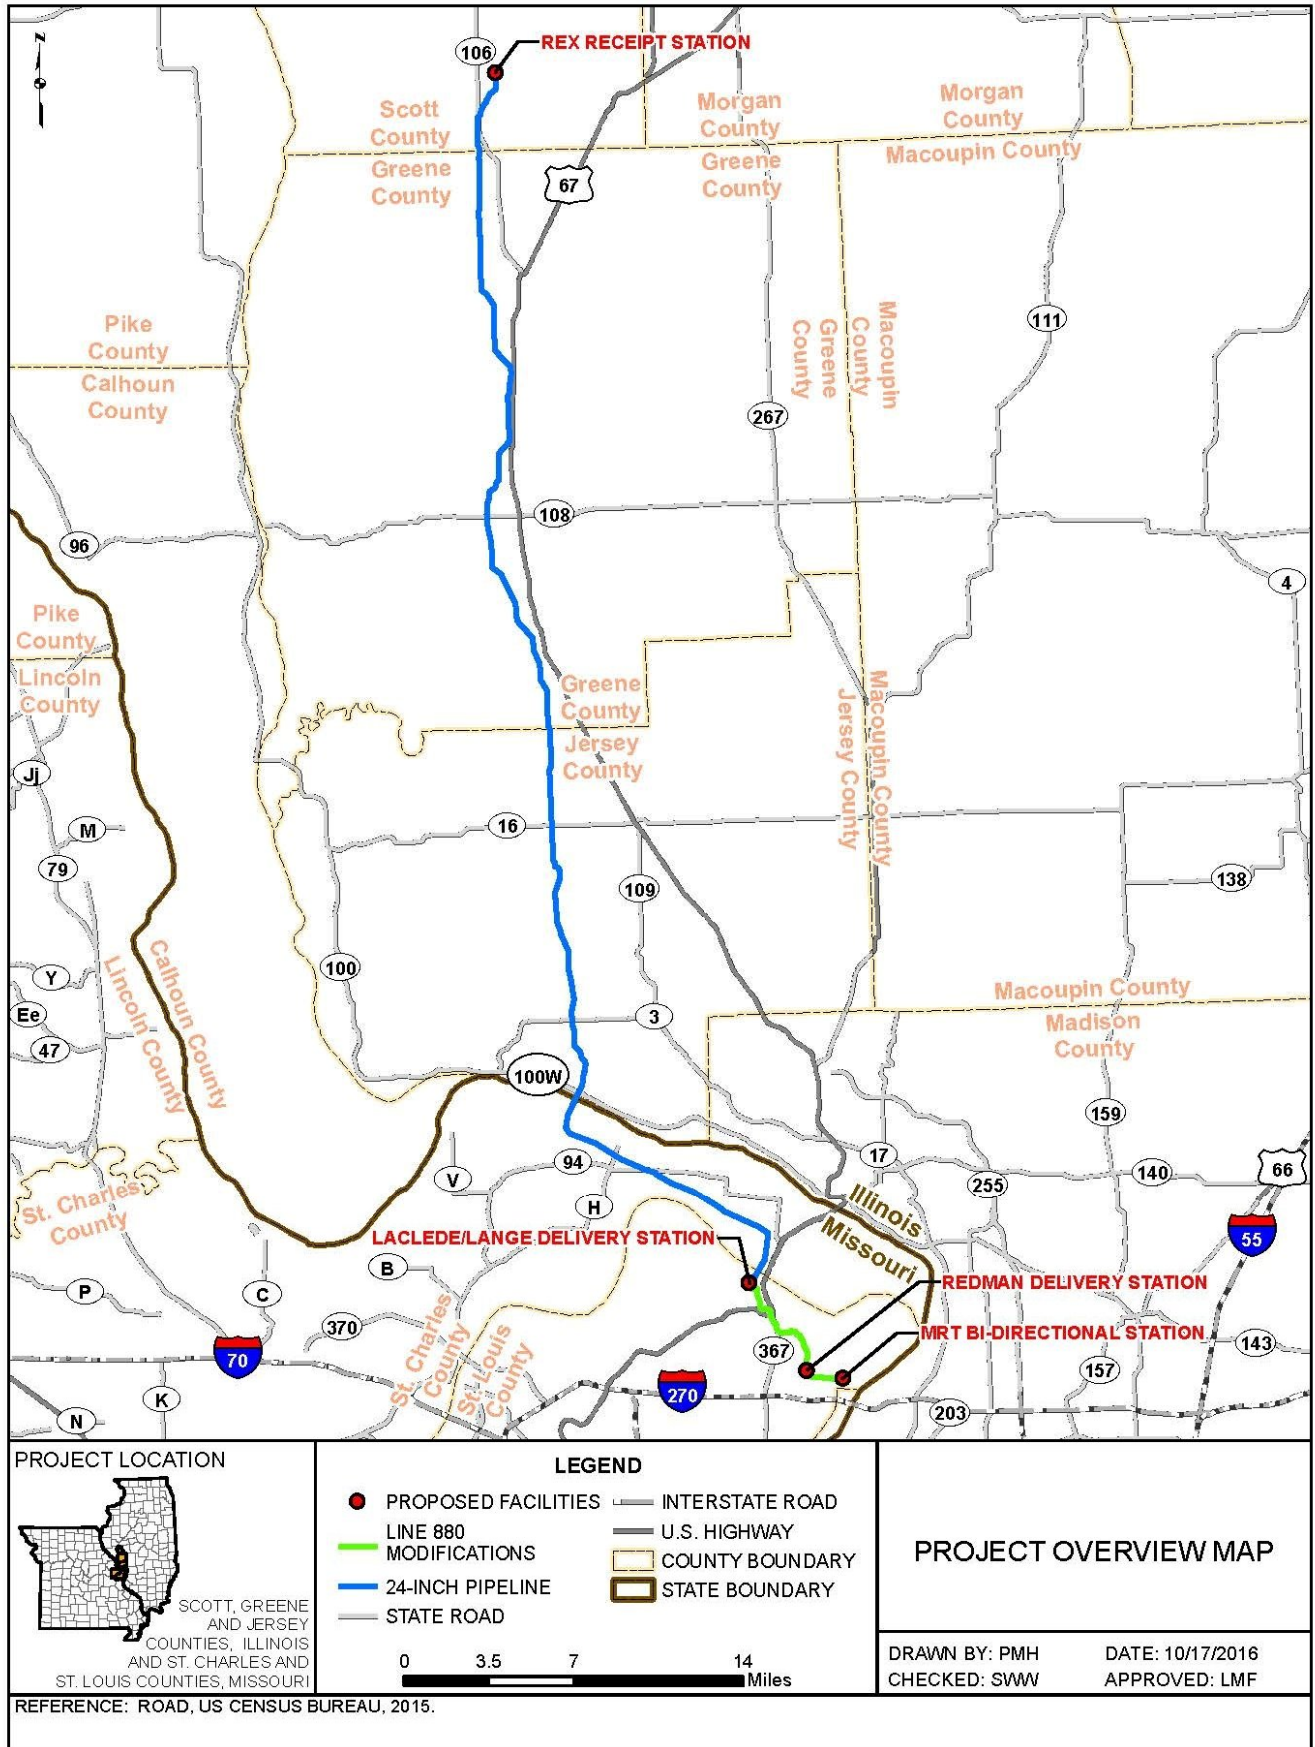 N
106
REX RECEIPT STATION
Scott
County
Morgan
County
Morgan
County
Greene
County
Greene
County
Macoupin County
67
Pike
County
Calhoun
County
Greene
County
Macoupin
County
111
267
108
96
4
Pike
County
Lincoln
County
Greene
County
Jersey
County
Jersey County
Macoupin County
Jj
M
79
16
109
138
Y
Ee
47
100
Calhoun County
Lincoln County
3
Macoupin County
Madison
County
100W
159
17
94
V
H
255
140
66
St. Charles
County
Illinois
Missouri
55
LACLEDE/LANGE DELIVERY STATION
B
P
C
REDMAN DELIVERY STATION
370
MRT BI-DIRECTIONAL STATION
St. Charles
County
St. Louis
County
367
143
70
157
270
K
N
203
PROJECT LOCATION
SCOTT, GREENE
AND JERSEY
COUNTIES, ILLINOIS
AND ST. CHARLES AND
ST. LOUIS COUNTIES, MISSOURI
LEGEND
PROPOSED FACILITIES
LINE 880
MODIFICATIONS
24-INCH PIPELINE
STATE ROAD
INTERSTATE ROAD
U.S. HIGHWAY
COUNTY BOUNDARY
STATE BOUNDARY
0 3.5 7 14
Miles
PROJECT OVERVIEW MAP
DRAWN BY: PMH DATE: 10/17/2016
CHECKED: SWW APPROVED: LMF
REFERENCE: ROAD, US CENSUS BUREAU, 2015.